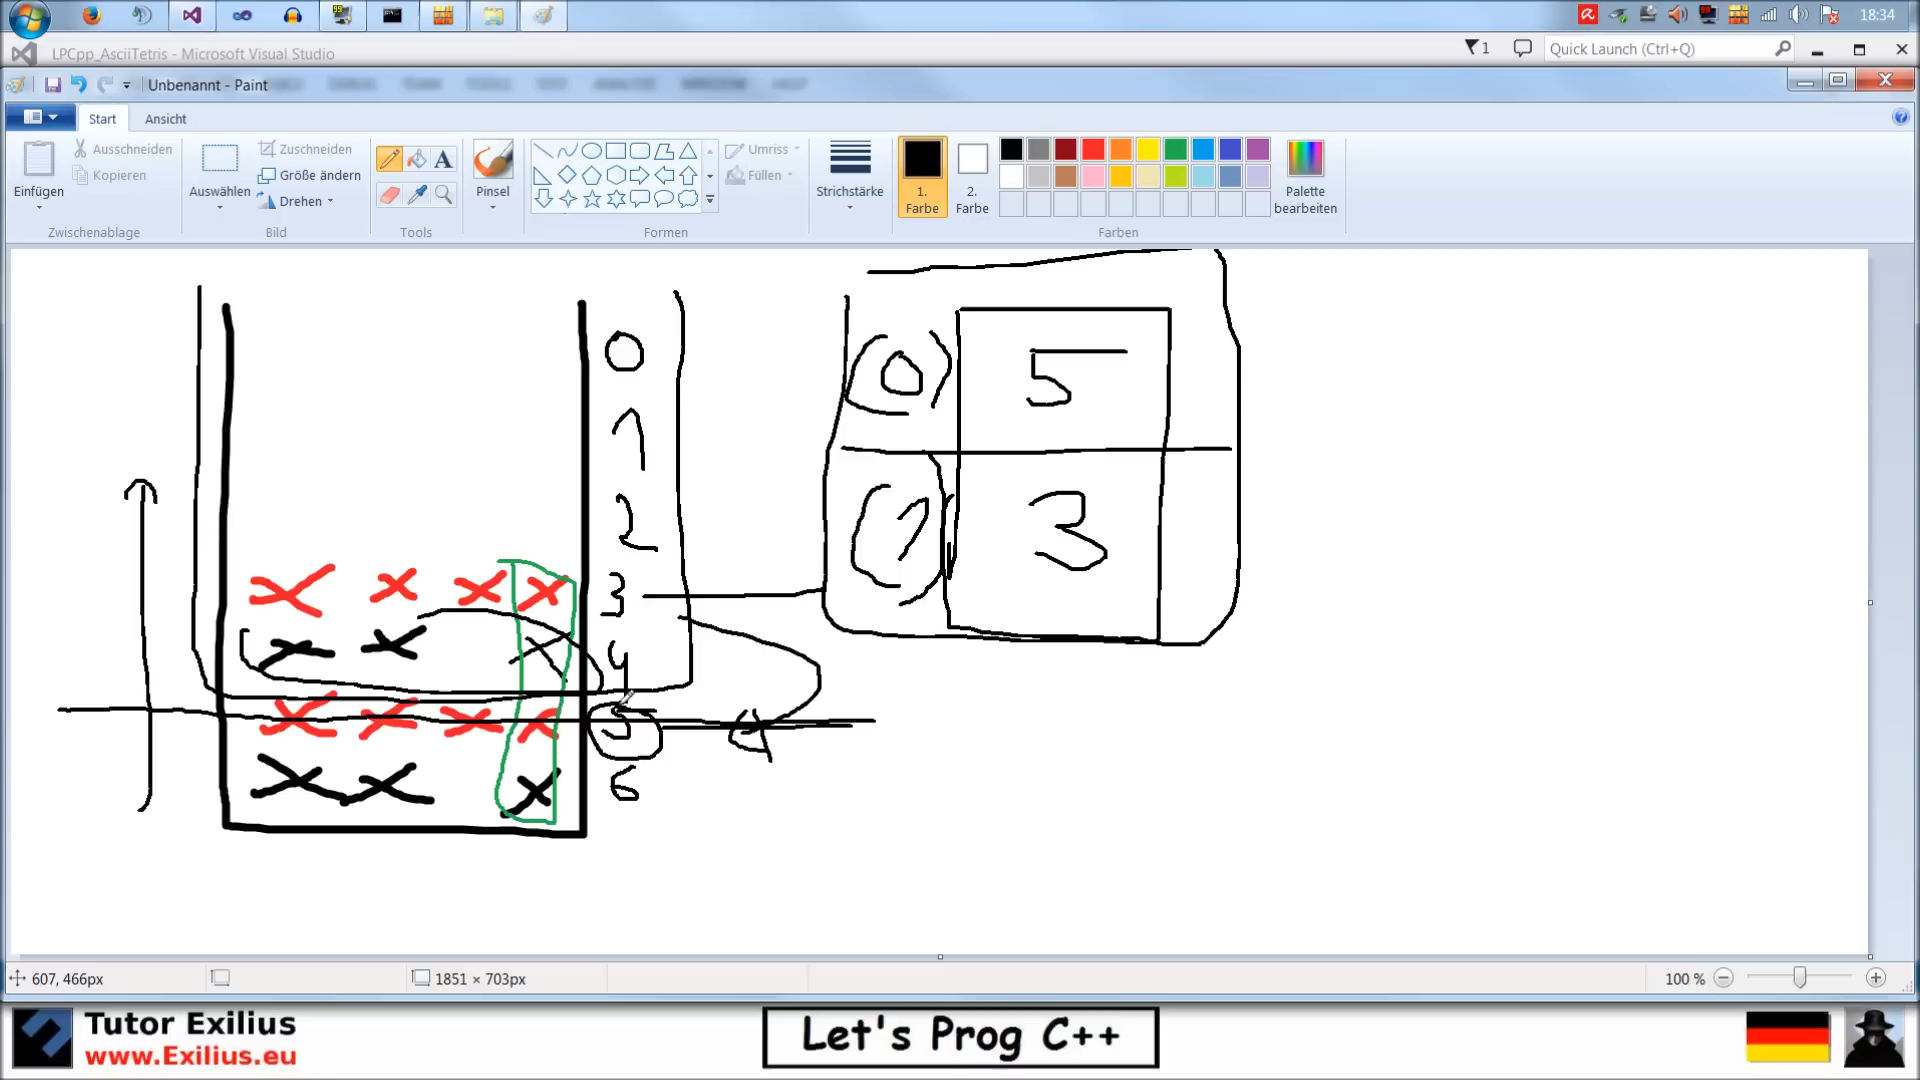 18:34
LPCpp_AsciiTetris - Microsoft Visual Studio
1
Quick Launch (Ctrl+Q)
Unbenannt - Paint
Start
Ansicht
Einfügen
Ausschneiden
Kopieren
Zwischenablage
Auswählen
Zuschneiden
Größe ändern
Drehen
Bild
A
Tools
Pinsel
Umriss
Füllen
Formen
Strichstärke
1.
Farbe
2.
Farbe
Palette
bearbeiten
Farben
0
1
2
3
4
5
6
(0) 5
(1) 3
607, 466px
1851 × 703px
100 %
Tutor Exilius
www.Exilius.eu
Let's Prog C++